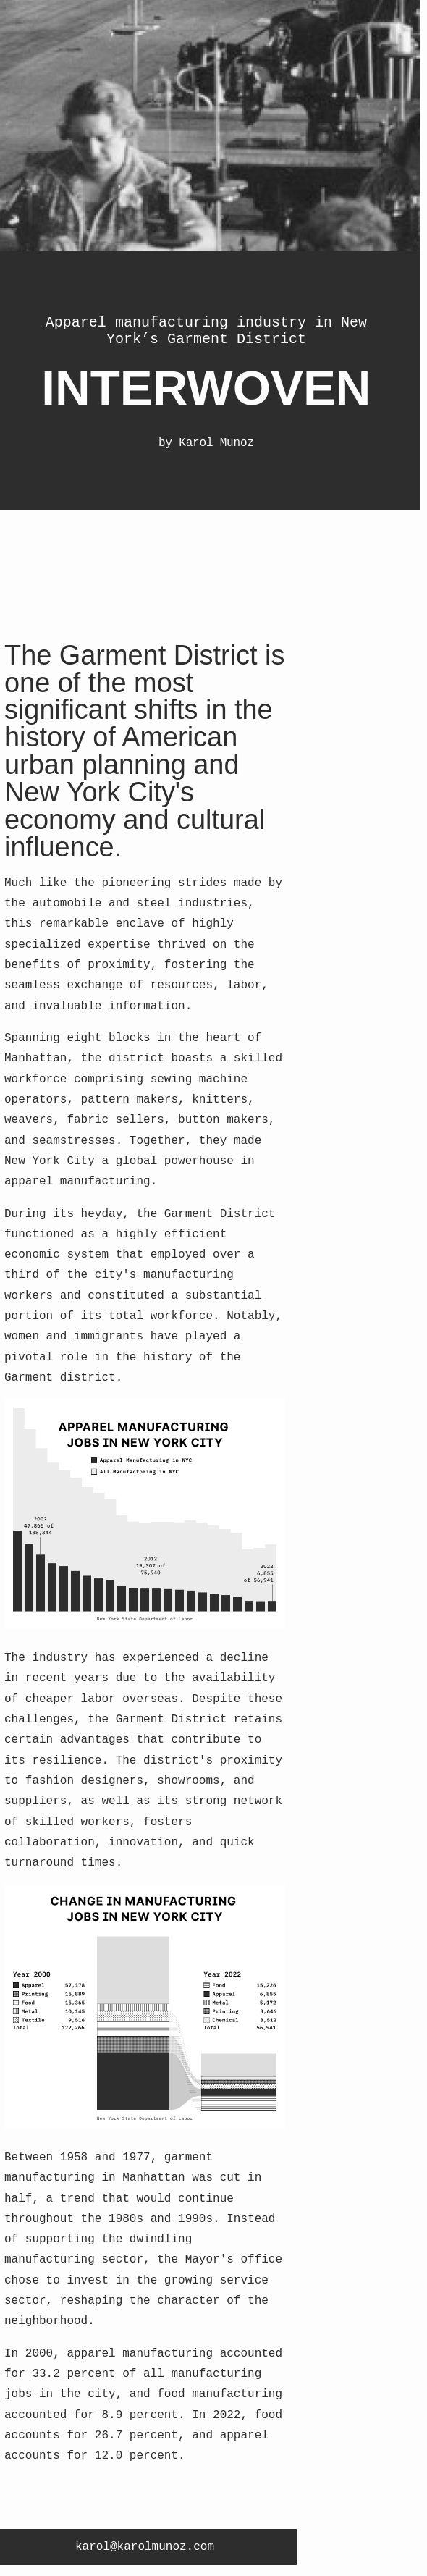 Apparel manufacturing industry in New
York’s Garment District
INTERWOVEN
by Karol Munoz
The Garment District is
one of the most
significant shifts in the
history of American
urban planning and
New York City's
economy and cultural
influence.
Much like the pioneering strides made by
the automobile and steel industries,
this remarkable enclave of highly
specialized expertise thrived on the
benefits of proximity, fostering the
seamless exchange of resources, labor,
and invaluable information.
Spanning eight blocks in the heart of
Manhattan, the district boasts a skilled
workforce comprising sewing machine
operators, pattern makers, knitters,
weavers, fabric sellers, button makers,
and seamstresses. Together, they made
New York City a global powerhouse in
apparel manufacturing.
During its heyday, the Garment District
functioned as a highly efficient
economic system that employed over a
third of the city's manufacturing
workers and constituted a substantial
portion of its total workforce. Notably,
women and immigrants have played a
pivotal role in the history of the
Garment district.
APPAREL MANUFACTURING
JOBS IN NEW YORK CITY
Apparel Manufacturing in NYC
All Manufacturing in NYC
2002
47,866 of
138,344
2012
19,307 of
75,940
2022
6,855
of 56,941
New York State Department of Labor
The industry has experienced a decline
in recent years due to the availability
of cheaper labor overseas. Despite these
challenges, the Garment District retains
certain advantages that contribute to
its resilience. The district's proximity
to fashion designers, showrooms, and
suppliers, as well as its strong network
of skilled workers, fosters
collaboration, innovation, and quick
turnaround times.
CHANGE IN MANUFACTURING
JOBS IN NEW YORK CITY
Year 2000
Apparel 57,178
Printing 15,889
Food 15,365
Metal 10,145
Textile 9,516
Total 172,266
Year 2022
Food 15,226
Apparel 6,855
Metal 5,172
Printing 3,646
Chemical 3,512
Total 56,941
New York State Department of Labor
Between 1958 and 1977, garment
manufacturing in Manhattan was cut in
half, a trend that would continue
throughout the 1980s and 1990s. Instead
of supporting the dwindling
manufacturing sector, the Mayor's office
chose to invest in the growing service
sector, reshaping the character of the
neighborhood.
In 2000, apparel manufacturing accounted
for 33.2 percent of all manufacturing
jobs in the city, and food manufacturing
accounted for 8.9 percent. In 2022, food
accounts for 26.7 percent, and apparel
accounts for 12.0 percent.
karol@karolmunoz.com